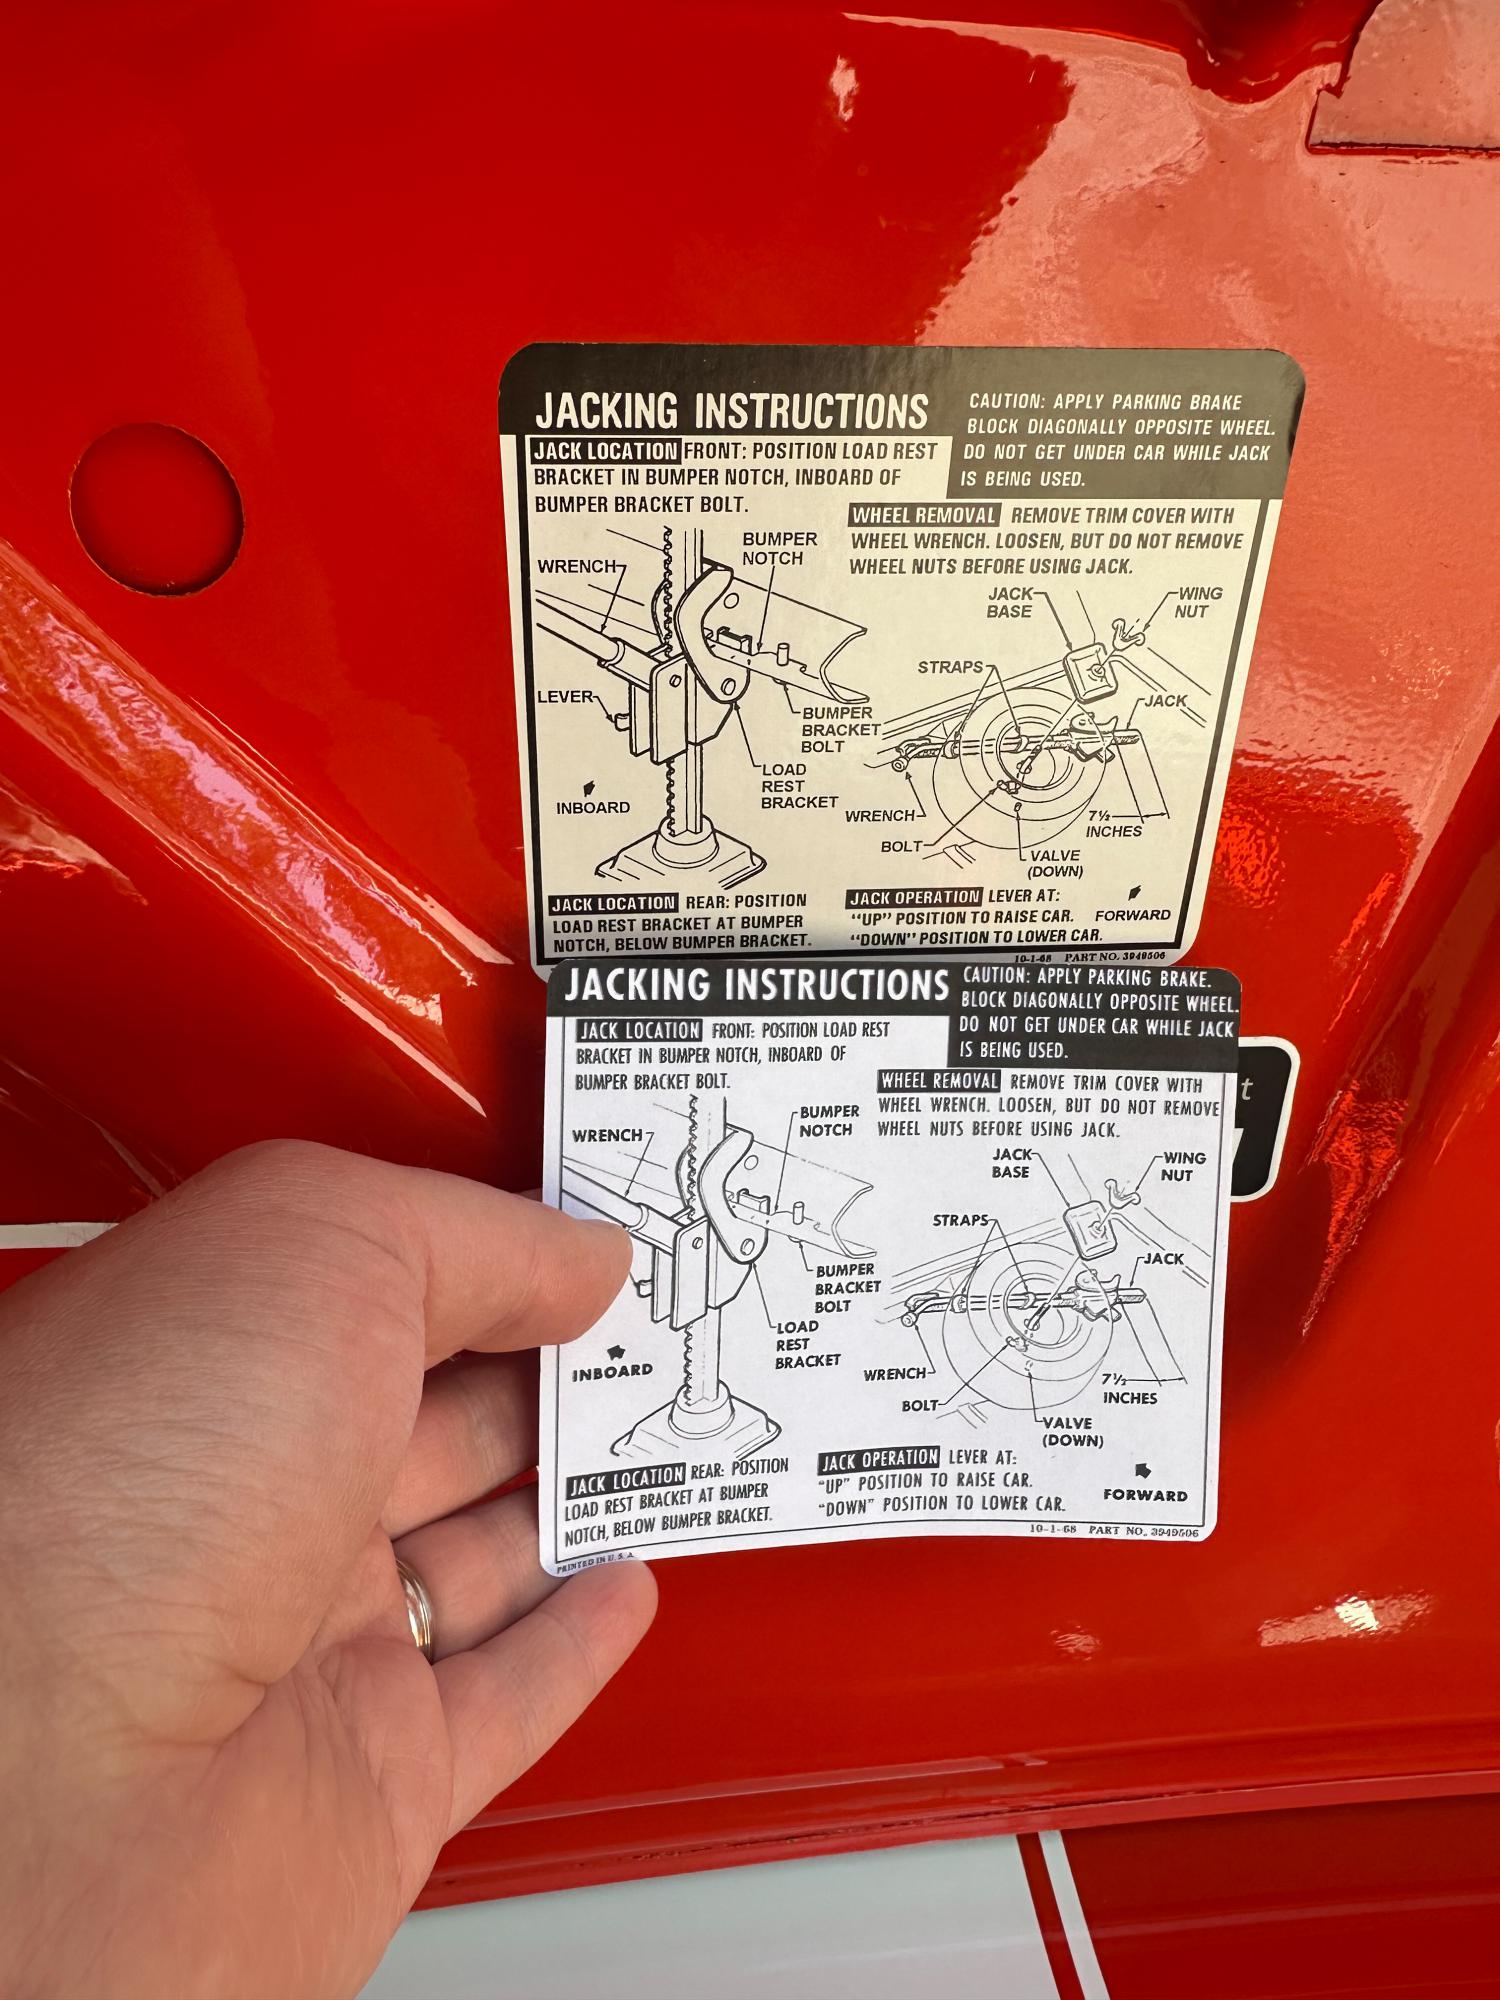 JACKING INSTRUCTIONS
CAUTION: APPLY PARKING BRAKE
BLOCK DIAGONALLY OPPOSITE WHEEL.
DO NOT GET UNDER CAR WHILE JACK
IS BEING USED.
JACK LOCATION FRONT: POSITION LOAD REST
BRACKET IN BUMPER NOTCH, INBOARD OF
BUMPER BRACKET BOLT.
WHEEL REMOVAL REMOVE TRIM COVER WITH
WHEEL WRENCH. LOOSEN, BUT DO NOT REMOVE
WHEEL NUTS BEFORE USING JACK.
WRENCH
BUMPER
NOTCH
LEVER
BUMPER
BRACKET
BOLT
LOAD
REST
BRACKET
INBOARD
JACK
BASE
WING
NUT
STRAPS
JACK
WRENCH
7½
INCHES
BOLT
VALVE
(DOWN)
FORWARD
JACK LOCATION REAR: POSITION
LOAD REST BRACKET AT BUMPER
NOTCH, BELOW BUMPER BRACKET.
JACK OPERATION LEVER AT:
“UP” POSITION TO RAISE CAR.
“DOWN” POSITION TO LOWER CAR.
10-1-68 PART NO. 3949506
JACKING INSTRUCTIONS
CAUTION: APPLY PARKING BRAKE.
BLOCK DIAGONALLY OPPOSITE WHEEL.
DO NOT GET UNDER CAR WHILE JACK
IS BEING USED.
JACK LOCATION FRONT: POSITION LOAD REST
BRACKET IN BUMPER NOTCH, INBOARD OF
BUMPER BRACKET BOLT.
WHEEL REMOVAL REMOVE TRIM COVER WITH
WHEEL WRENCH. LOOSEN, BUT DO NOT REMOVE
WHEEL NUTS BEFORE USING JACK.
WRENCH
BUMPER
NOTCH
BUMPER
BRACKET
BOLT
LOAD
REST
BRACKET
INBOARD
JACK
BASE
WING
NUT
STRAPS
JACK
WRENCH
7½
INCHES
BOLT
VALVE
(DOWN)
FORWARD
JACK LOCATION REAR: POSITION
LOAD REST BRACKET AT BUMPER
NOTCH, BELOW BUMPER BRACKET.
JACK OPERATION LEVER AT:
“UP” POSITION TO RAISE CAR.
“DOWN” POSITION TO LOWER CAR.
10-1-68 PART NO. 3949506
PRINTED IN U.S.A.
t